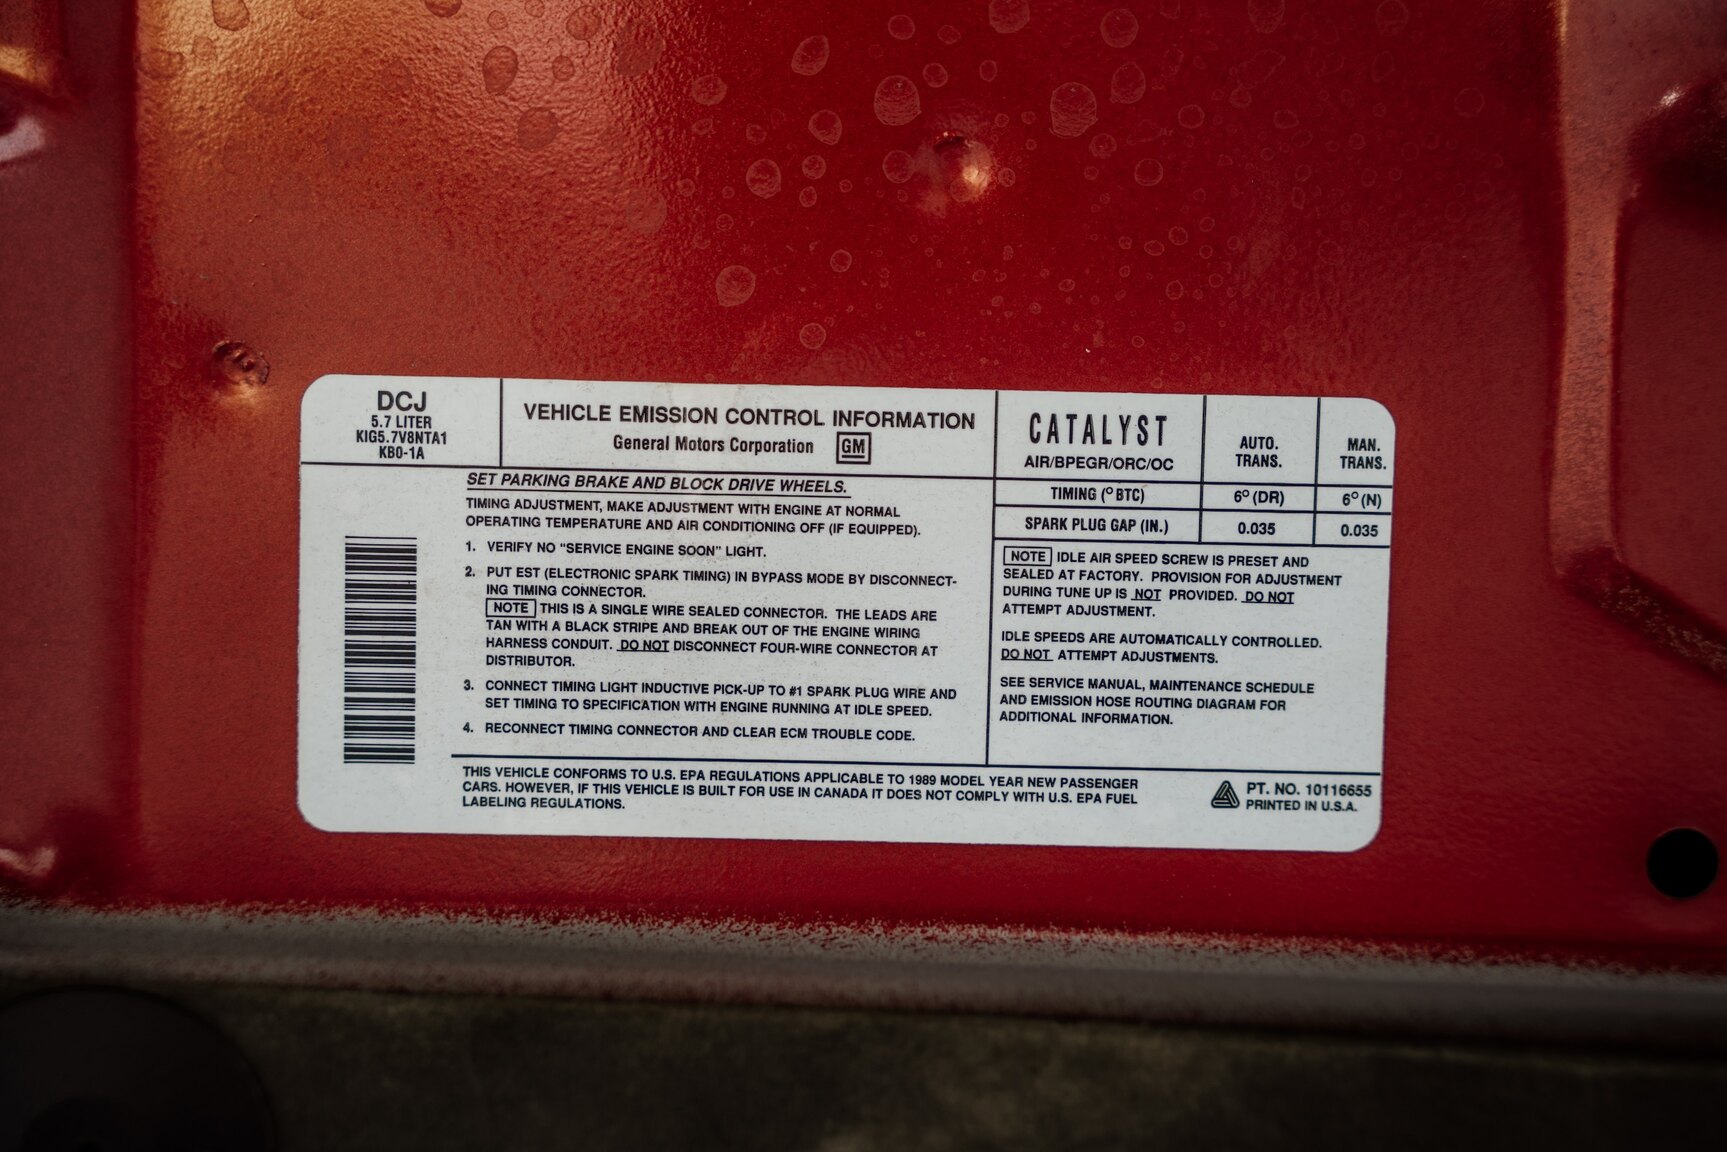 DCJ
5.7 LITER
KIG5.7V8NTA1
KB0-1A
VEHICLE EMISSION CONTROL INFORMATION
General Motors Corporation GM
CATALYST
AIR/BPEGR/ORC/OC
AUTO.
TRANS.
MAN.
TRANS.
TIMING (° BTC) 6° (DR) 6° (N)
SPARK PLUG GAP (IN.) 0.035 0.035
SET PARKING BRAKE AND BLOCK DRIVE WHEELS.
TIMING ADJUSTMENT, MAKE ADJUSTMENT WITH ENGINE AT NORMAL
OPERATING TEMPERATURE AND AIR CONDITIONING OFF (IF EQUIPPED).
1. VERIFY NO "SERVICE ENGINE SOON" LIGHT.
2. PUT EST (ELECTRONIC SPARK TIMING) IN BYPASS MODE BY DISCONNECT-
ING TIMING CONNECTOR.
NOTE THIS IS A SINGLE WIRE SEALED CONNECTOR. THE LEADS ARE
TAN WITH A BLACK STRIPE AND BREAK OUT OF THE ENGINE WIRING
HARNESS CONDUIT. DO NOT DISCONNECT FOUR-WIRE CONNECTOR AT
DISTRIBUTOR.
3. CONNECT TIMING LIGHT INDUCTIVE PICK-UP TO #1 SPARK PLUG WIRE AND
SET TIMING TO SPECIFICATION WITH ENGINE RUNNING AT IDLE SPEED.
4. RECONNECT TIMING CONNECTOR AND CLEAR ECM TROUBLE CODE.
NOTE IDLE AIR SPEED SCREW IS PRESET AND
SEALED AT FACTORY. PROVISION FOR ADJUSTMENT
DURING TUNE UP IS NOT PROVIDED. DO NOT
ATTEMPT ADJUSTMENT.
IDLE SPEEDS ARE AUTOMATICALLY CONTROLLED.
DO NOT ATTEMPT ADJUSTMENTS.
SEE SERVICE MANUAL, MAINTENANCE SCHEDULE
AND EMISSION HOSE ROUTING DIAGRAM FOR
ADDITIONAL INFORMATION.
THIS VEHICLE CONFORMS TO U.S. EPA REGULATIONS APPLICABLE TO 1989 MODEL YEAR NEW PASSENGER
CARS. HOWEVER, IF THIS VEHICLE IS BUILT FOR USE IN CANADA IT DOES NOT COMPLY WITH U.S. EPA FUEL
LABELING REGULATIONS.
PT. NO. 10116655
PRINTED IN U.S.A.